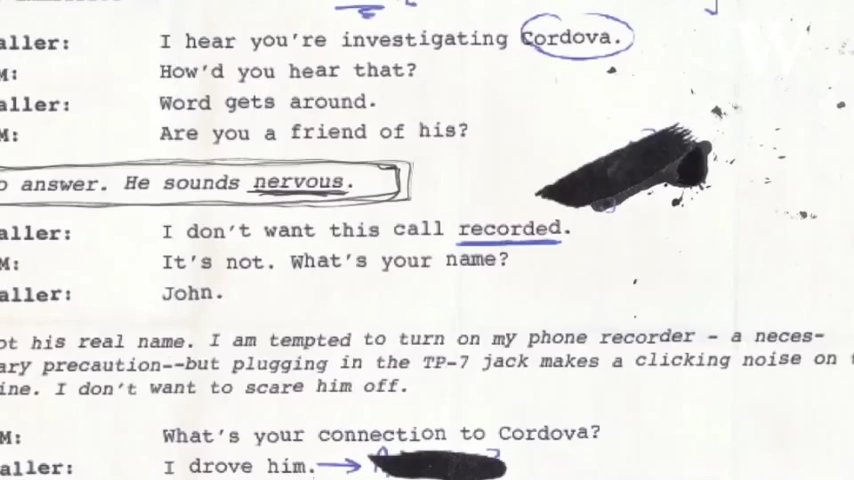 aller: I hear you're investigating Cordova.
M: How'd you hear that?
aller: Word gets around.
M: Are you a friend of his?
o answer. He sounds nervous.
aller: I don't want this call recorded.
M: It's not. What's your name?
aller: John.
ot his real name. I am tempted to turn on my phone recorder - a neces-
ary precaution--but plugging in the TP-7 jack makes a clicking noise on t
ine. I don't want to scare him off.
M: What's your connection to Cordova?
aller: I drove him.
W